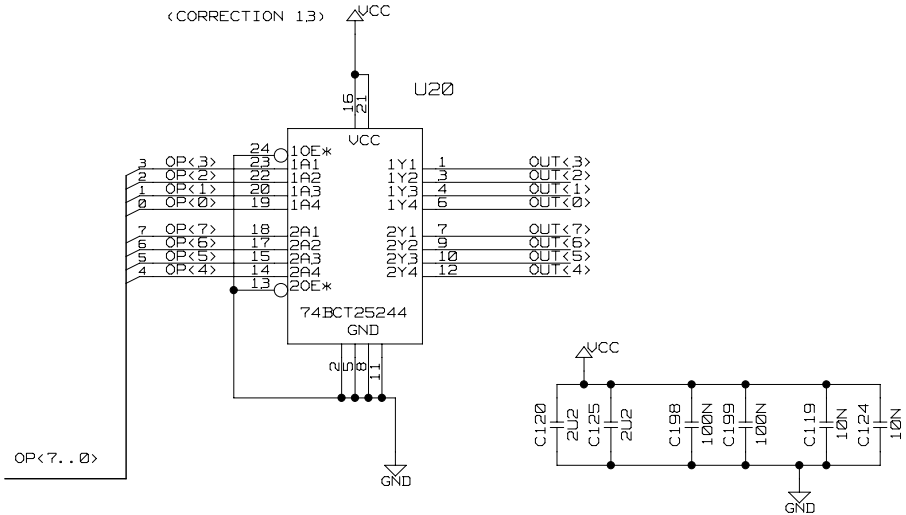 (CORRECTION 13)
VCC
16
21
U20
VCC
24
1OE*
3
OP<3>
23
1A1
1Y1
1
OUT<3>
2
OP<2>
22
1A2
1Y2
3
OUT<2>
1
OP<1>
20
1A3
1Y3
4
OUT<1>
0
OP<0>
19
1A4
1Y4
6
OUT<0>
7
OP<7>
18
2A1
2Y1
7
OUT<7>
6
OP<6>
17
2A2
2Y2
9
OUT<6>
5
OP<5>
15
2A3
2Y3
10
OUT<5>
4
OP<4>
14
2A4
2Y4
12
OUT<4>
13
2OE*
74BCT25244
GND
2
5
8
11
OP<7..0>
GND
VCC
C120
2U2
C125
2U2
C198
100N
C199
100N
C119
10N
C124
10N
GND